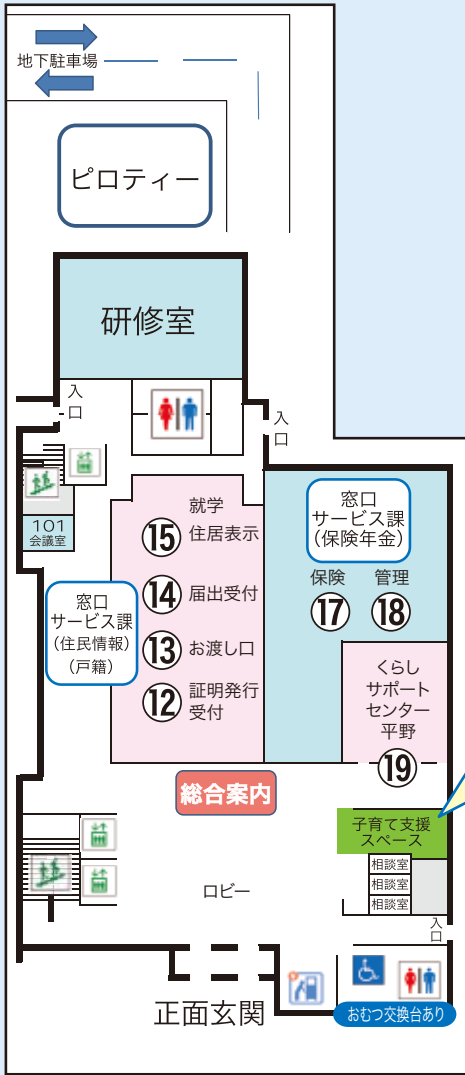 地下駐車場
ピロティー
研修室
入口
入口
101
会議室
就学
⑮ 住居表示
⑭ 届出受付
⑬ お渡し口
⑫ 証明発行
受付
窓口
サービス課
(住民情報)
(戸籍)
窓口
サービス課
(保険年金)
保険 管理
⑰ ⑱
くらし
サポート
センター
平野
⑲
総合案内
子育て支援
スペース
相談室
相談室
相談室
ロビー
入口
正面玄関
おむつ交換台あり